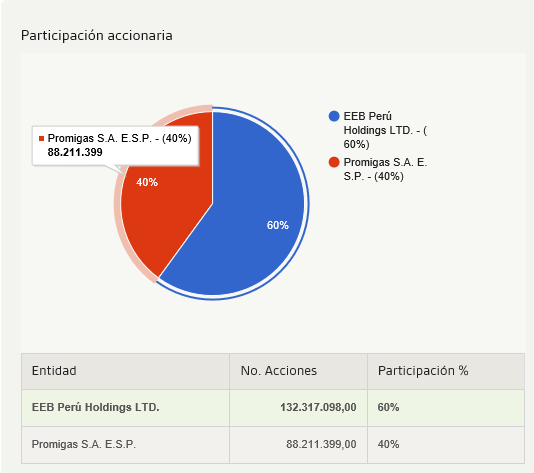 Participación accionaria
EEB Perú
Holdings LTD. - (
60%)
Promigas S.A. E.
S.P. - (40%)
Promigas S.A. E.S.P. - (40%)
88.211.399
40%
60%
Entidad No. Acciones Participación %
EEB Perú Holdings LTD. 132.317.098,00 60%
Promigas S.A. E.S.P. 88.211.399,00 40%